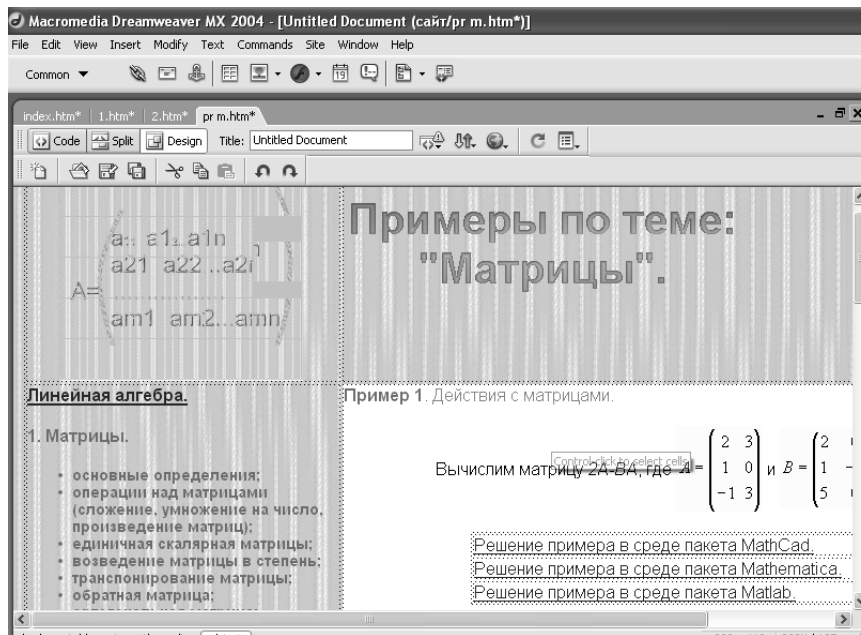 Macromedia Dreamweaver MX 2004 - [Untitled Document (сайт/pr m.htm*)]
File Edit View Insert Modify Text Commands Site Window Help
Common
index.htm* 1.htm* 2.htm* pr m.htm*
Code Split Design Title: Untitled Document
Примеры по теме:
"Матрицы".
a1n
a21 a22 ..
A=
am1 am2...amn
Линейная алгебра.
1. Матрицы.
• основные определения;
• операции над матрицами
(сложение, умножение на число,
произведение матриц);
• единичная скалярная матрицы;
• возведение матрицы в степень;
• транспонирование матрицы;
• обратная матрица;
Пример 1. Действия с матрицами.
Control-click to select cells
Вычислим матрицу 2A-BA, где A = и B =
2 3 2
1 0 1
-1 3 5
Решение примера в среде пакета MathCad.
Решение примера в среде пакета Mathematica.
Решение примера в среде пакета Matlab.